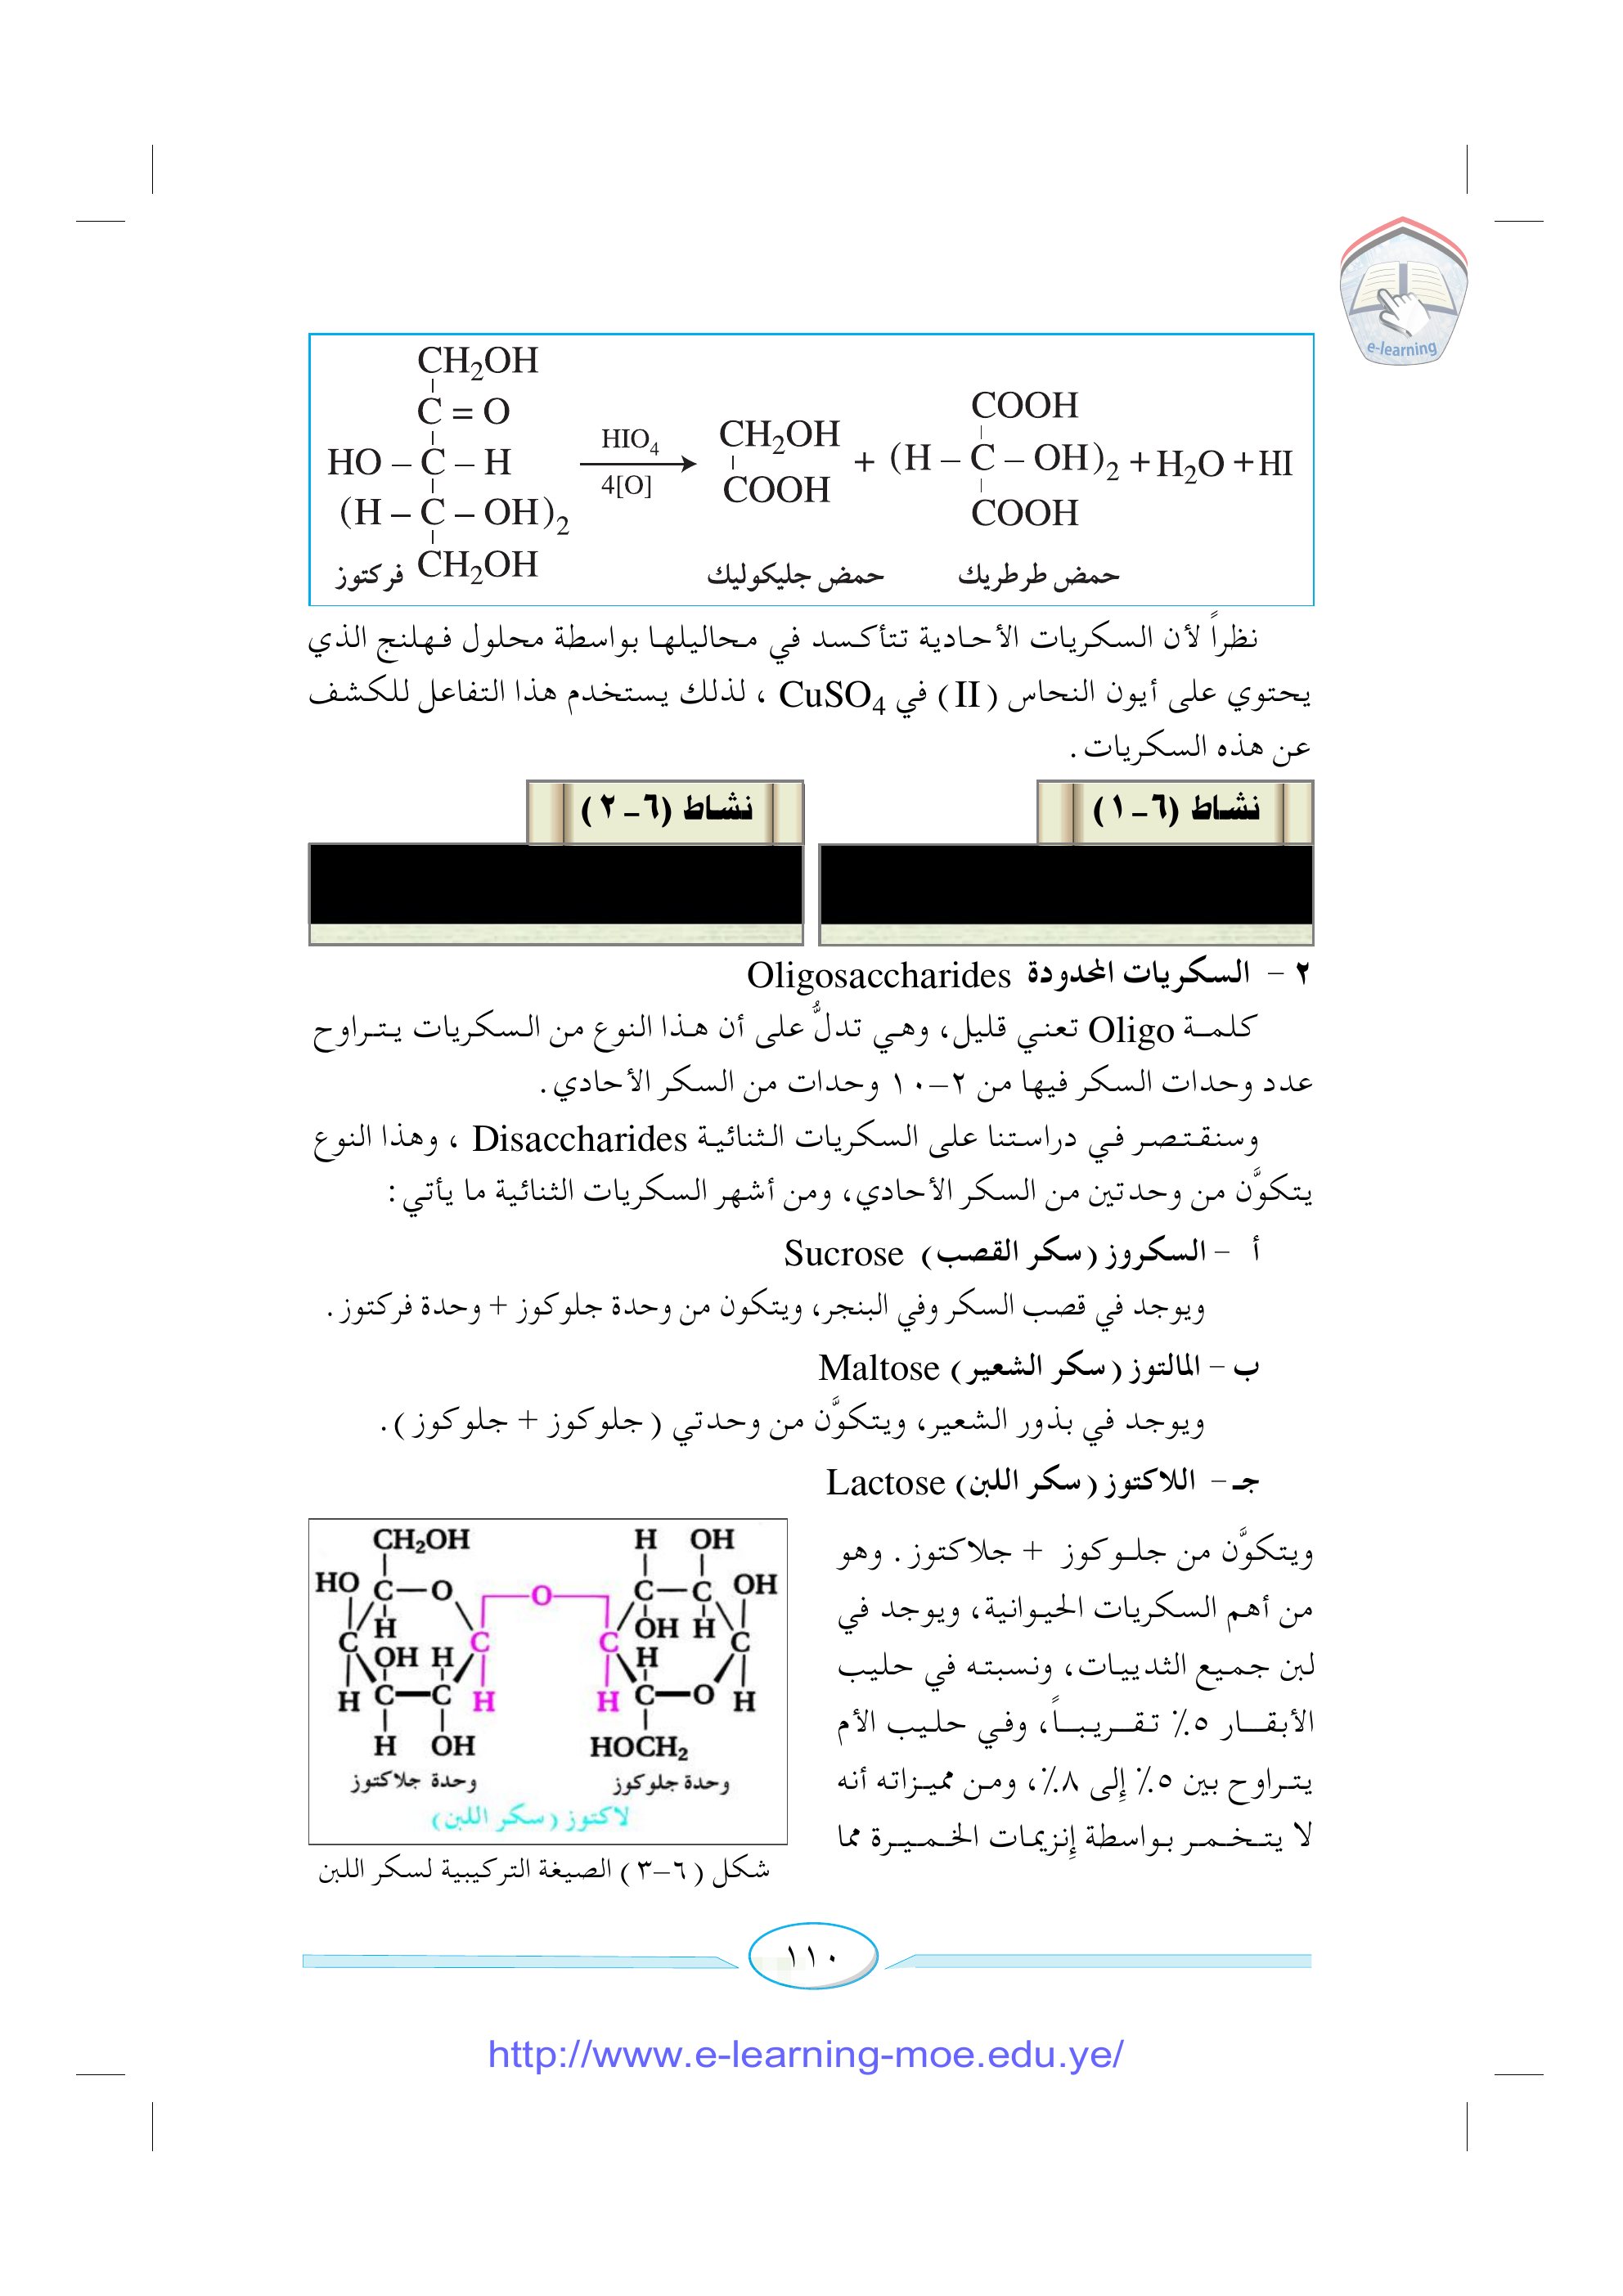 e-learning
CH₂OH
C = O
HO – C – H
(H – C – OH)₂
CH₂OH
فركتوز
HIO₄
4[O]
CH₂OH
COOH
حمض جليكوليك
+
COOH
(H – C – OH)₂
COOH
حمض طرطريك
+ H₂O + HI
نظراً لأن السكريات الأحادية تتأكسد في محاليلها بواسطة محلول فهلنج الذي
يحتوي على أيون النحاس (II) في CuSO₄ ، لذلك يستخدم هذا التفاعل للكشف
عن هذه السكريات .
نشاط (٦-١)
نشاط (٦-٢)
٢ - السكريات المحدودة Oligosaccharides
كلمة Oligo تعني قليل، وهي تدلُّ على أن هذا النوع من السكريات يتراوح
عدد وحدات السكر فيها من ٢-١٠ وحدات من السكر الأحادي .
وسنقتصر في دراستنا على السكريات الثنائية Disaccharides ، وهذا النوع
يتكوَّن من وحدتين من السكر الأحادي، ومن أشهر السكريات الثنائية ما يأتي :
أ - السكروز (سكر القصب) Sucrose
ويوجد في قصب السكر وفي البنجر، ويتكون من وحدة جلوكوز + وحدة فركتوز .
ب - المالتوز (سكر الشعير) Maltose
ويوجد في بذور الشعير، ويتكوَّن من وحدتي (جلوكوز + جلوكوز) .
جـ - اللاكتوز (سكر اللبن) Lactose
ويتكوَّن من جلوكوز + جلاكتوز . وهو
من أهم السكريات الحيوانية، ويوجد في
لبن جميع الثدييات، ونسبته في حليب
الأبقار ٥٪ تقريباً، وفي حليب الأم
يتراوح بين ٥٪ إلى ٨٪، ومن مميزاته أنه
لا يتخمر بواسطة إنزيمات الخميرة مما
CH₂OH H OH
HO C—O —O— C—C OH
H OH H
C C C C
OH H H
H C—C H H C—O H
H OH HOCH₂
وحدة جلاكتوز
وحدة جلوكوز
لاكتوز (سكر اللبن)
شكل (٦-٣) الصيغة التركيبية لسكر اللبن
١١٠
http://www.e-learning-moe.edu.ye/